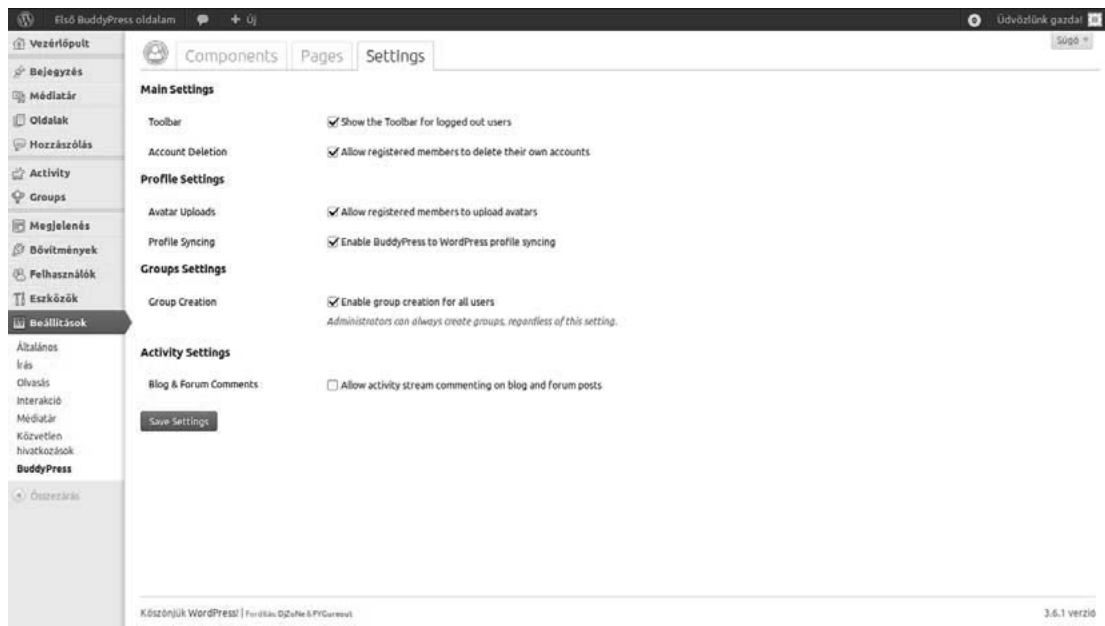 Első BuddyPress oldalam + Új
Üdvözlünk gazda!
Súgó
Vezérlőpult
Bejegyzés
Médiatár
Oldalak
Hozzászólás
Activity
Groups
Megjelenés
Bővítmények
Felhasználók
Eszközök
Beállítások
Általános
Írás
Olvasás
Interakció
Médiatár
Közvetlen
hivatkozások
BuddyPress
Összezárás
Components Pages Settings
Main Settings
Toolbar Show the Toolbar for logged out users
Account Deletion Allow registered members to delete their own accounts
Profile Settings
Avatar Uploads Allow registered members to upload avatars
Profile Syncing Enable BuddyPress to WordPress profile syncing
Groups Settings
Group Creation Enable group creation for all users
Administrators can always create groups, regardless of this setting.
Activity Settings
Blog & Forum Comments Allow activity stream commenting on blog and forum posts
Save Settings
Köszönjük WordPress! | Fordítás: DjZoNe & FYGureout
3.6.1 verzió